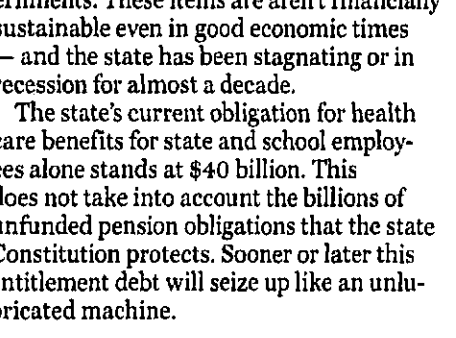 ernments. These items are aren't financially
sustainable even in good economic times
— and the state has been stagnating or in
recession for almost a decade.
The state's current obligation for health
care benefits for state and school employ-
ees alone stands at $40 billion. This
does not take into account the billions of
unfunded pension obligations that the state
Constitution protects. Sooner or later this
entitlement debt will seize up like an unlu-
bricated machine.